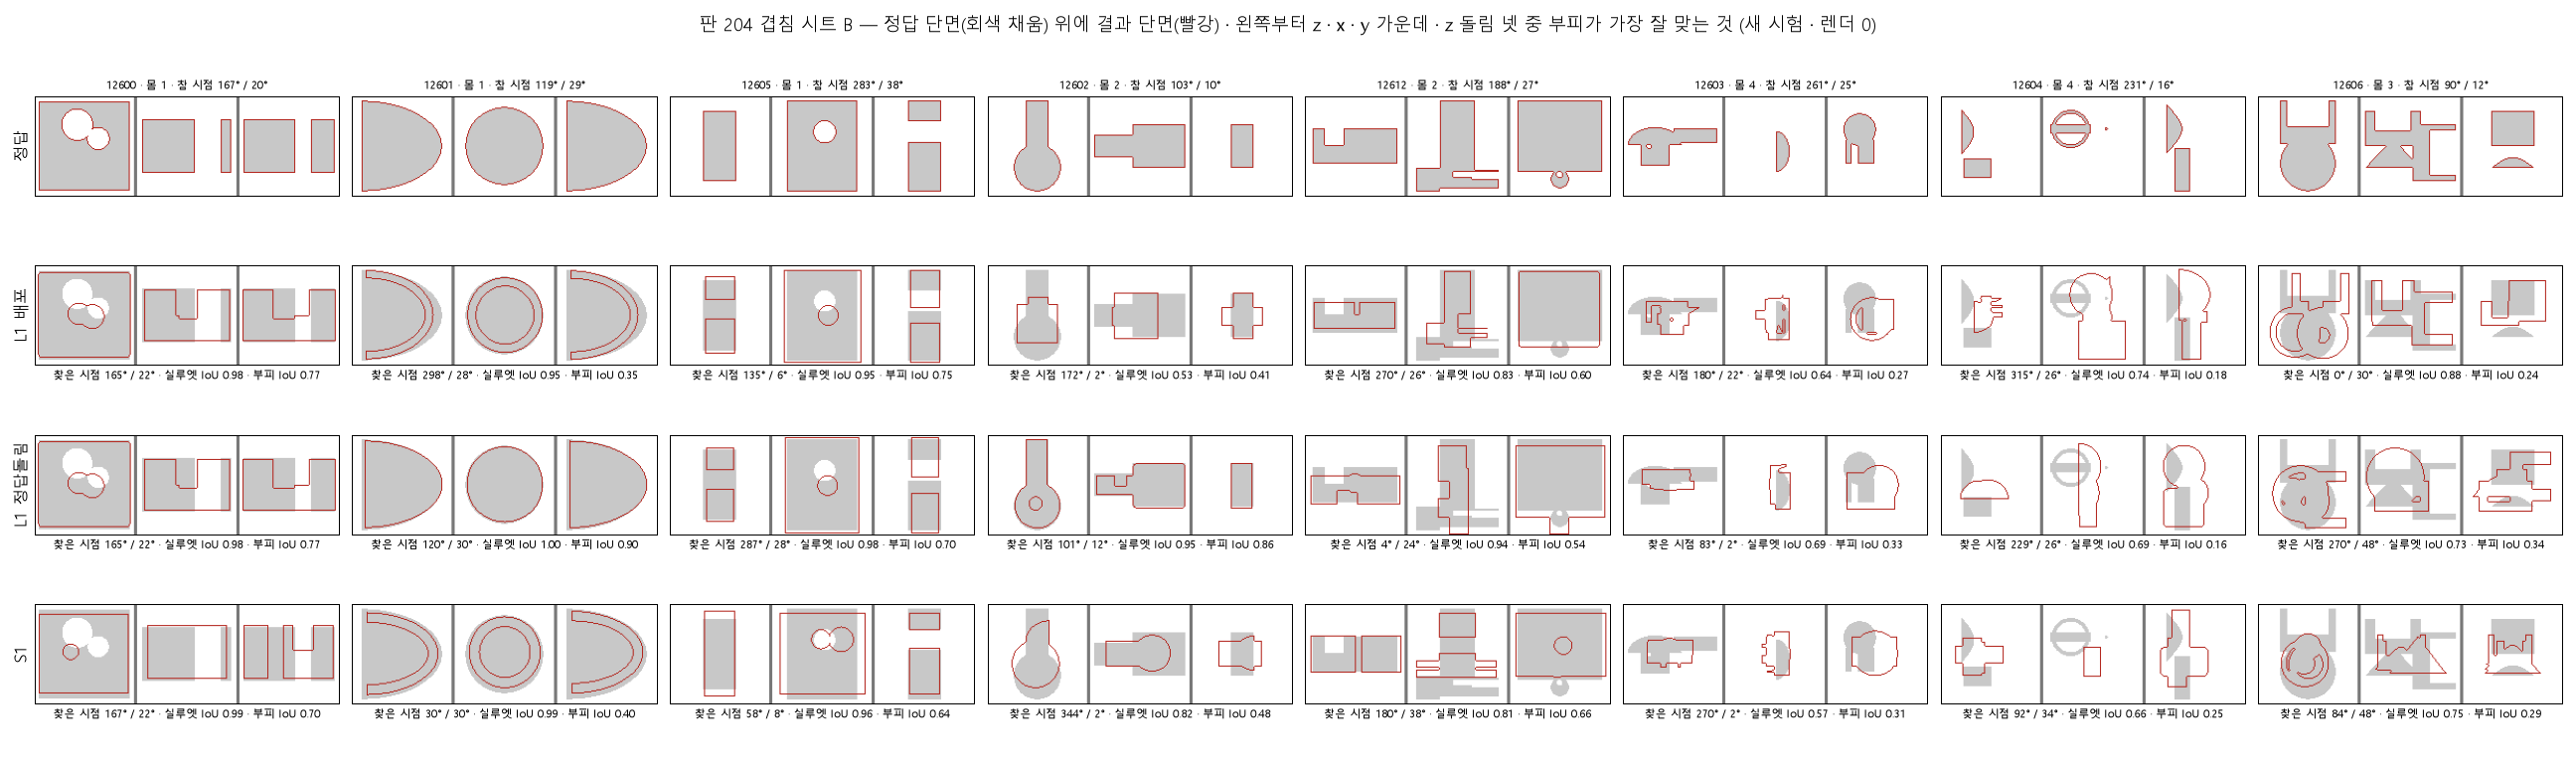 판 204 겹침 시트 B — 정답 단면(회색 채움) 위에 결과 단면(빨강) · 왼쪽부터 z · x · y 가운데 · z 돌림 넷 중 부피가 가장 잘 맞는 것 (새 시험 · 렌더 0)
12600 · 몸 1 · 참 시점 167° / 20°
12601 · 몸 1 · 참 시점 119° / 29°
12605 · 몸 1 · 참 시점 283° / 38°
12602 · 몸 2 · 참 시점 103° / 10°
12612 · 몸 2 · 참 시점 188° / 27°
12603 · 몸 4 · 참 시점 261° / 25°
12604 · 몸 4 · 참 시점 231° / 16°
12606 · 몸 3 · 참 시점 90° / 12°
정답
L1 배포
찾은 시점 165° / 22° · 실루엣 IoU 0.98 · 부피 IoU 0.77
찾은 시점 298° / 28° · 실루엣 IoU 0.95 · 부피 IoU 0.35
찾은 시점 135° / 6° · 실루엣 IoU 0.95 · 부피 IoU 0.75
찾은 시점 172° / 2° · 실루엣 IoU 0.53 · 부피 IoU 0.41
찾은 시점 270° / 26° · 실루엣 IoU 0.83 · 부피 IoU 0.60
찾은 시점 180° / 22° · 실루엣 IoU 0.64 · 부피 IoU 0.27
찾은 시점 315° / 26° · 실루엣 IoU 0.74 · 부피 IoU 0.18
찾은 시점 0° / 30° · 실루엣 IoU 0.88 · 부피 IoU 0.24
L1 정답돌림
찾은 시점 165° / 22° · 실루엣 IoU 0.98 · 부피 IoU 0.77
찾은 시점 120° / 30° · 실루엣 IoU 1.00 · 부피 IoU 0.90
찾은 시점 287° / 28° · 실루엣 IoU 0.98 · 부피 IoU 0.70
찾은 시점 101° / 12° · 실루엣 IoU 0.95 · 부피 IoU 0.86
찾은 시점 4° / 24° · 실루엣 IoU 0.94 · 부피 IoU 0.54
찾은 시점 83° / 2° · 실루엣 IoU 0.69 · 부피 IoU 0.33
찾은 시점 229° / 26° · 실루엣 IoU 0.69 · 부피 IoU 0.16
찾은 시점 270° / 48° · 실루엣 IoU 0.73 · 부피 IoU 0.34
S1
찾은 시점 167° / 22° · 실루엣 IoU 0.99 · 부피 IoU 0.70
찾은 시점 30° / 30° · 실루엣 IoU 0.99 · 부피 IoU 0.40
찾은 시점 58° / 8° · 실루엣 IoU 0.96 · 부피 IoU 0.64
찾은 시점 344° / 2° · 실루엣 IoU 0.82 · 부피 IoU 0.48
찾은 시점 180° / 38° · 실루엣 IoU 0.81 · 부피 IoU 0.66
찾은 시점 270° / 2° · 실루엣 IoU 0.57 · 부피 IoU 0.31
찾은 시점 92° / 34° · 실루엣 IoU 0.66 · 부피 IoU 0.25
찾은 시점 84° / 48° · 실루엣 IoU 0.75 · 부피 IoU 0.29